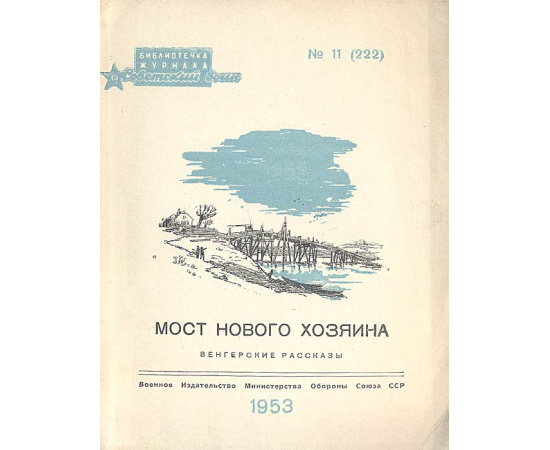 БИБЛИОТЕЧКА
ЖУРНАЛА
Советский воин
№ 11 (222)
МОСТ НОВОГО ХОЗЯИНА
ВЕНГЕРСКИЕ РАССКАЗЫ
Военное Издательство Министерства Обороны Союза ССР
1953